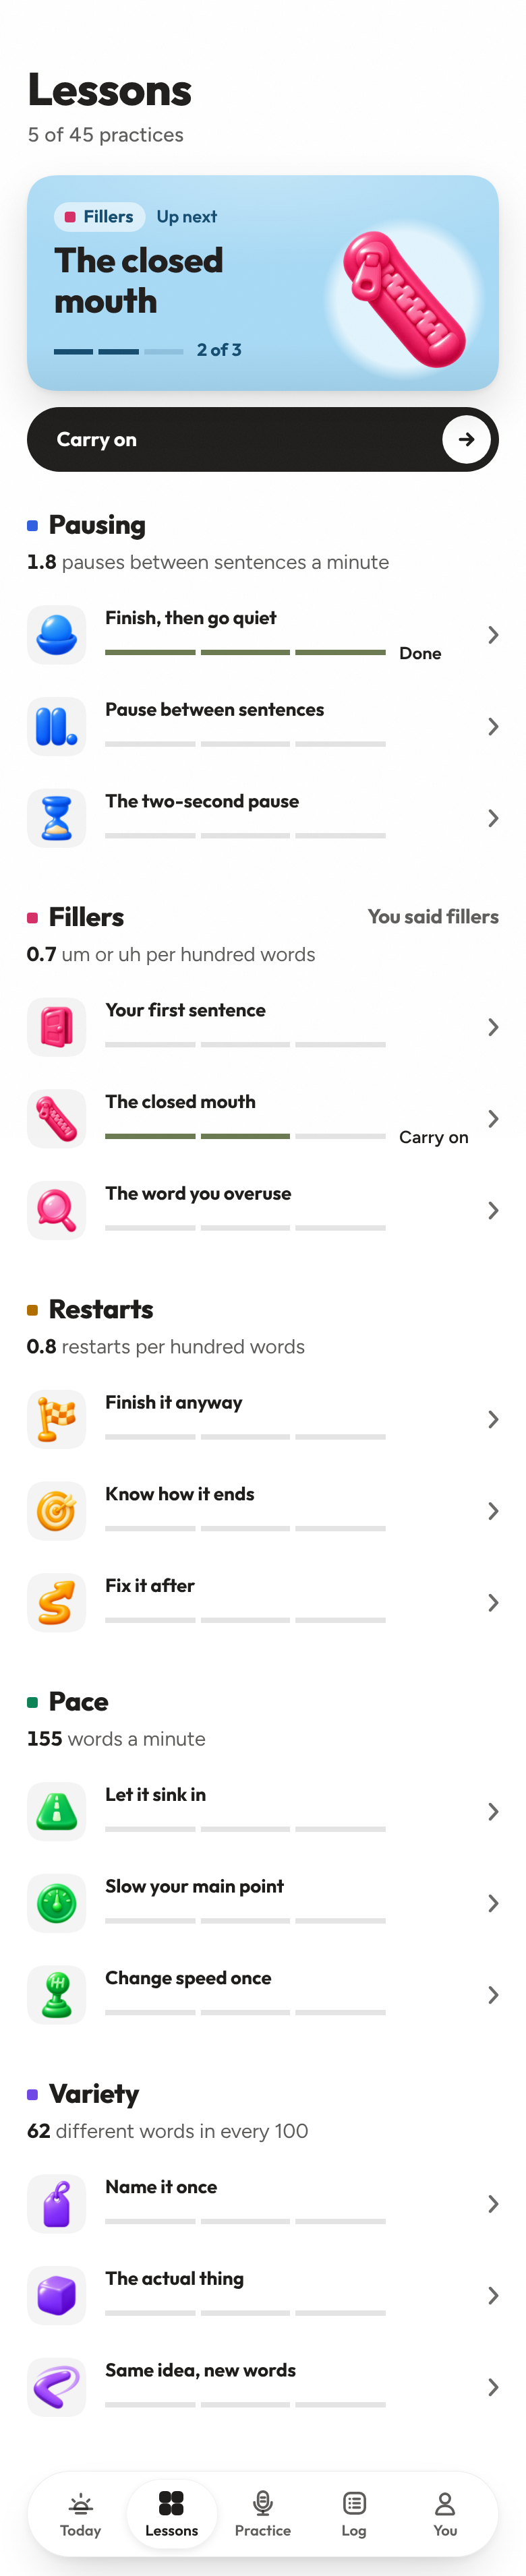 Lessons
5 of 45 practices
Fillers Up next
The closed
mouth
2 of 3
Carry on
Pausing
1.8 pauses between sentences a minute
Finish, then go quiet
Done
Pause between sentences
The two-second pause
Fillers You said fillers
0.7 um or uh per hundred words
Your first sentence
The closed mouth
Carry on
The word you overuse
Restarts
0.8 restarts per hundred words
Finish it anyway
Know how it ends
Fix it after
Pace
155 words a minute
Let it sink in
Slow your main point
Change speed once
Variety
62 different words in every 100
Name it once
The actual thing
Same idea, new words
Today Lessons Practice Log You